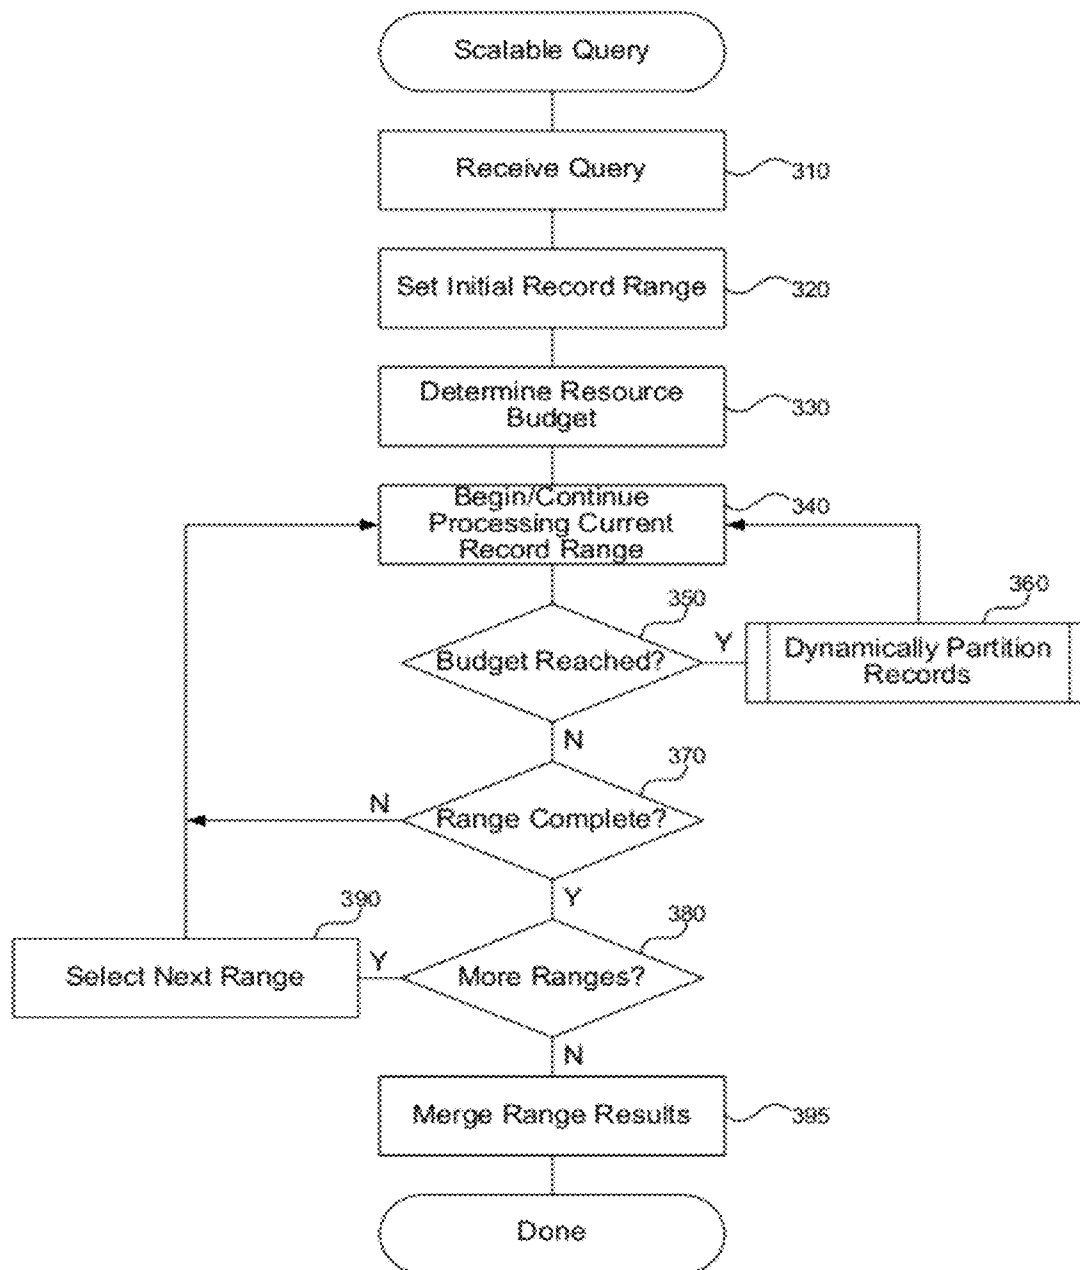 Scalable Query
Receive Query
310
Set Initial Record Range
320
Determine Resource
Budget
330
Begin/Continue
Processing Current
Record Range
340
350
Budget Reached?
Y
360
Dynamically Partition
Records
N
370
N
Range Complete?
Y
390
380
Select Next Range
Y
More Ranges?
N
Merge Range Results
395
Done